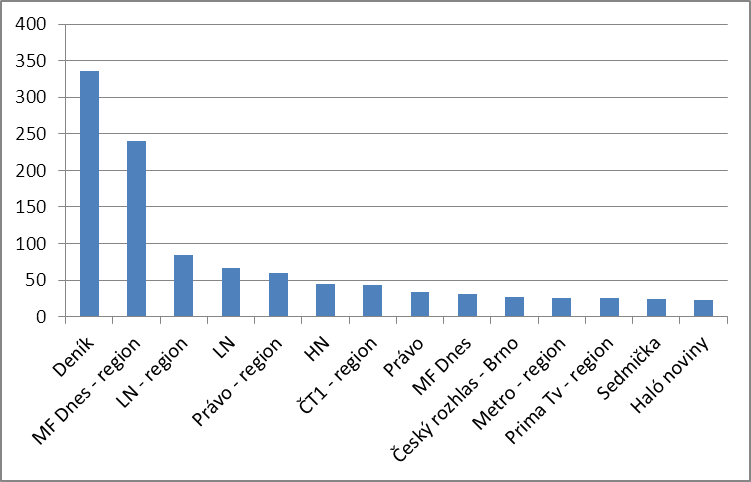 400
350
300
250
200
150
100
50
0
Deník
MF Dnes - region
LN - region
LN
Právo - region
HN
ČT1 - region
Právo
MF Dnes
Český rozhlas - Brno
Metro - region
Prima Tv - region
Sedmička
Haló noviny